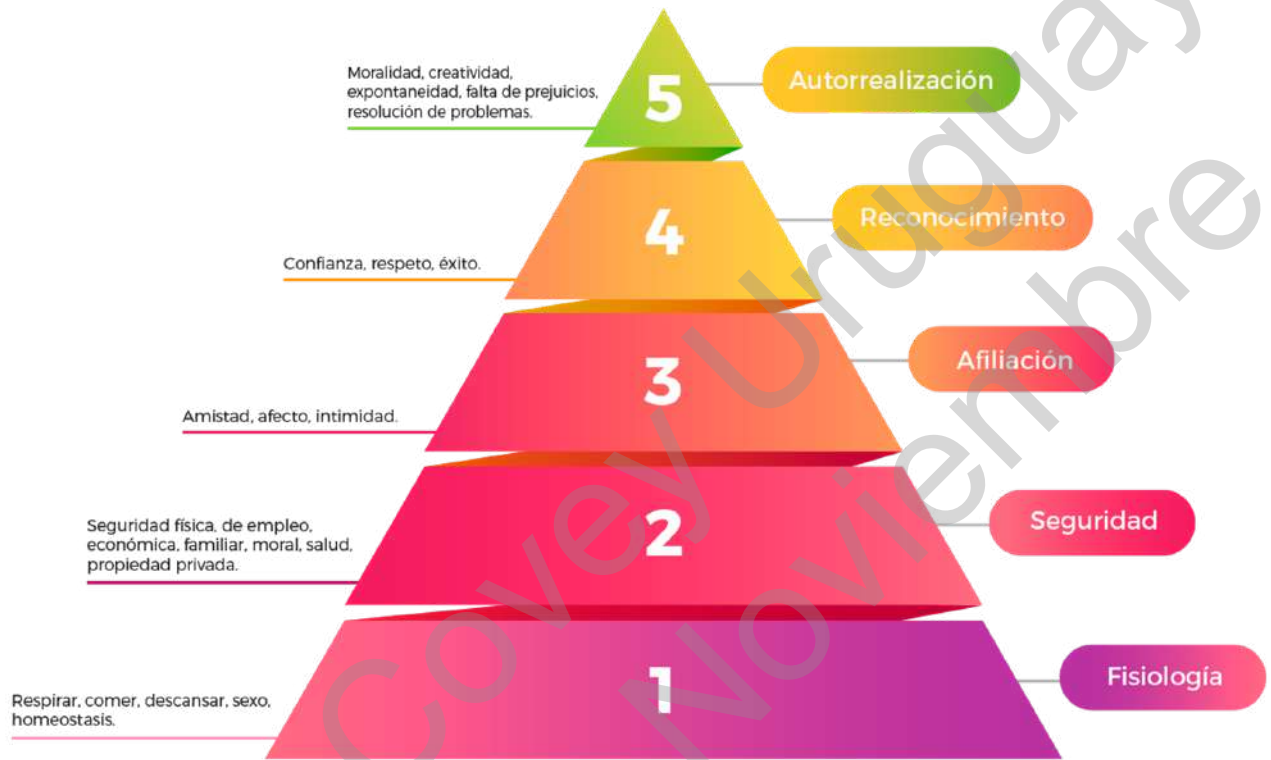 Moralidad, creatividad,
expontaneidad, falta de prejuicios,
resolución de problemas.
5
Autorrealización
4
Reconocimiento
Confianza, respeto, éxito.
3
Afiliación
Amistad, afecto, intimidad.
2
Seguridad
Seguridad física, de empleo,
económica, familiar, moral, salud,
propiedad privada.
1
Fisiología
Respirar, comer, descansar, sexo,
homeostasis.
Covey Uruguay
Noviembre